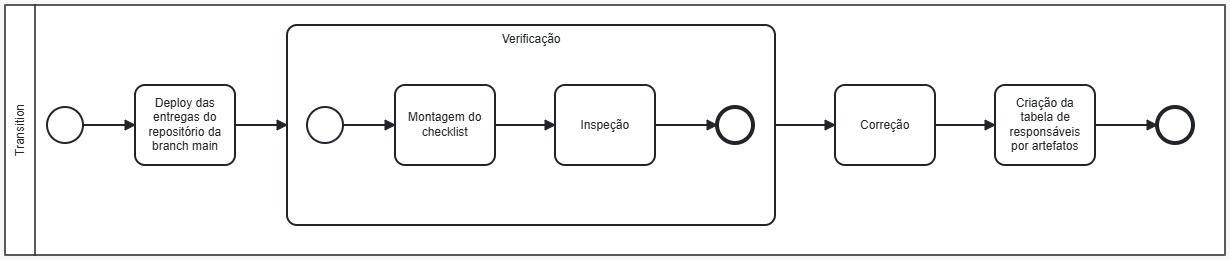 Transition
Deploy das
entregas do
repositório da
branch main
Verificação
Montagem do
checklist
Inspeção
Correção
Criação da
tabela de
responsáveis
por artefatos